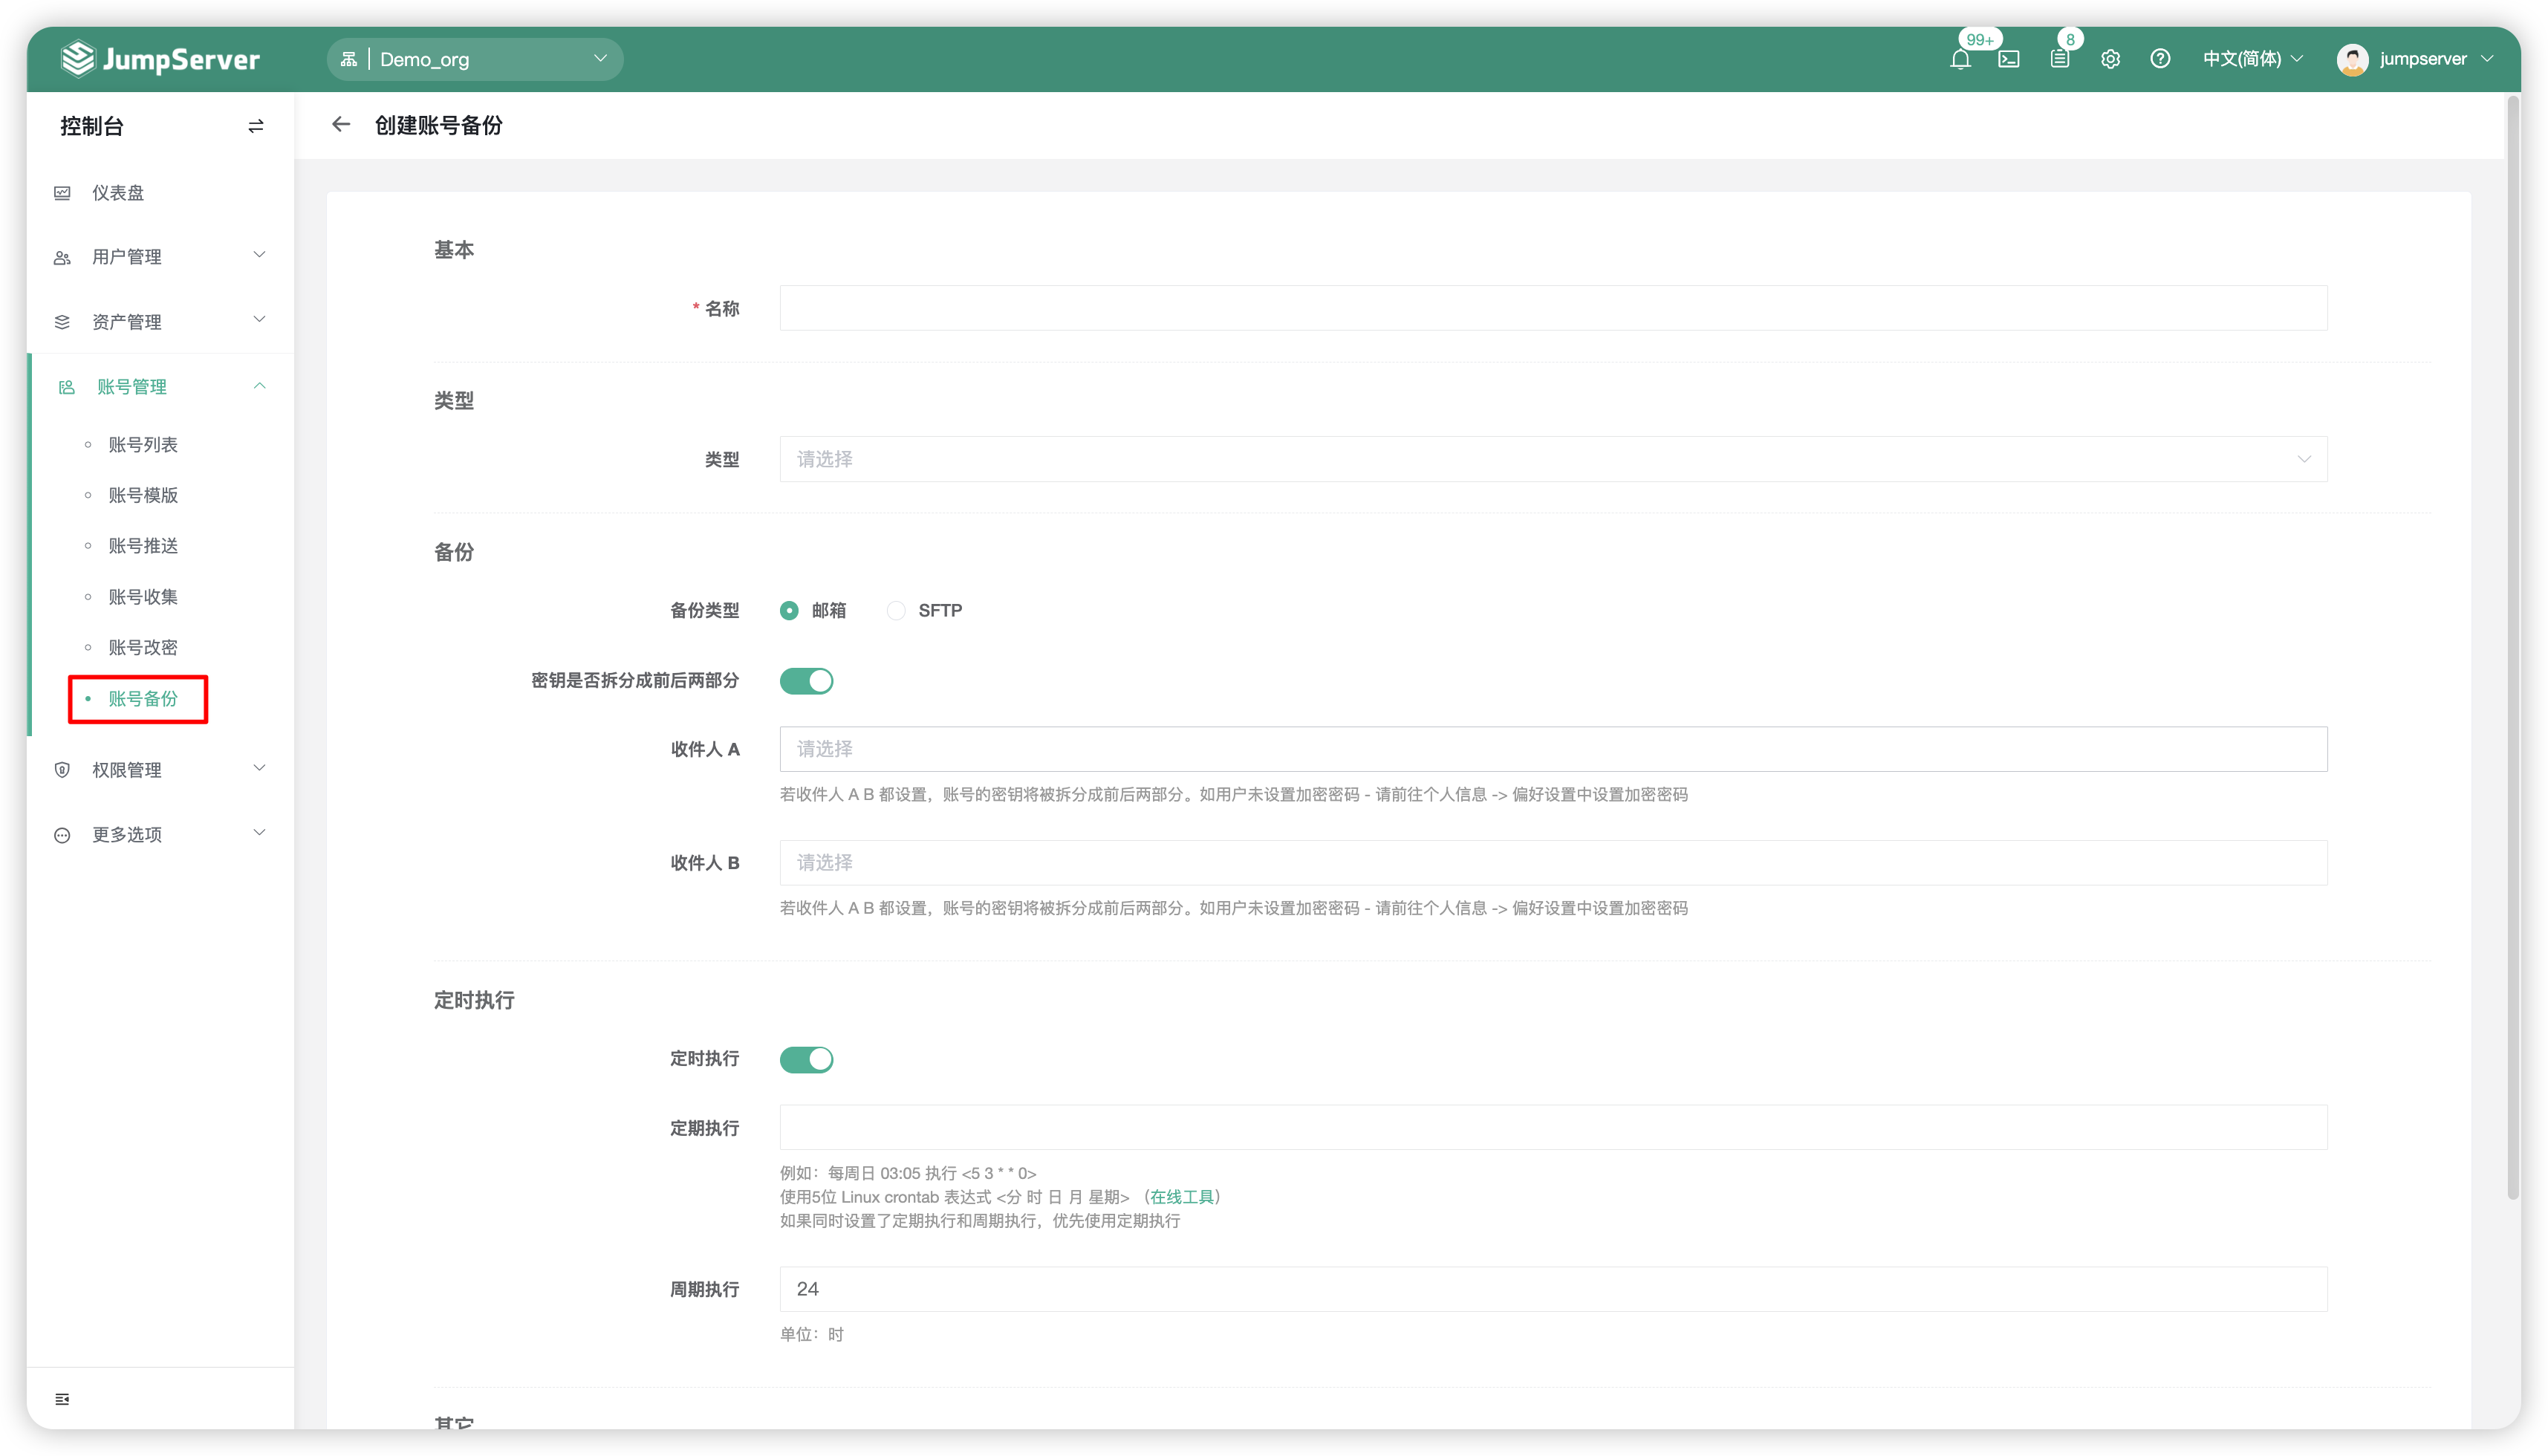 JumpServer
Demo_org
99+
8
中文(简体)
jumpserver
控制台
仪表盘
用户管理
资产管理
账号管理
账号列表
账号模版
账号推送
账号收集
账号改密
账号备份
权限管理
更多选项
创建账号备份
基本
* 名称
类型
类型 请选择
备份
备份类型 邮箱 SFTP
密钥是否拆分成前后两部分
收件人 A 请选择
若收件人 A B 都设置，账号的密钥将被拆分成前后两部分。如用户未设置加密密码 - 请前往个人信息 -> 偏好设置中设置加密密码
收件人 B 请选择
若收件人 A B 都设置，账号的密钥将被拆分成前后两部分。如用户未设置加密密码 - 请前往个人信息 -> 偏好设置中设置加密密码
定时执行
定时执行
定期执行
例如：每周日 03:05 执行 <5 3 * * 0>
使用5位 Linux crontab 表达式 <分 时 日 月 星期> （在线工具）
如果同时设置了定期执行和周期执行，优先使用定期执行
周期执行 24
单位：时
其它